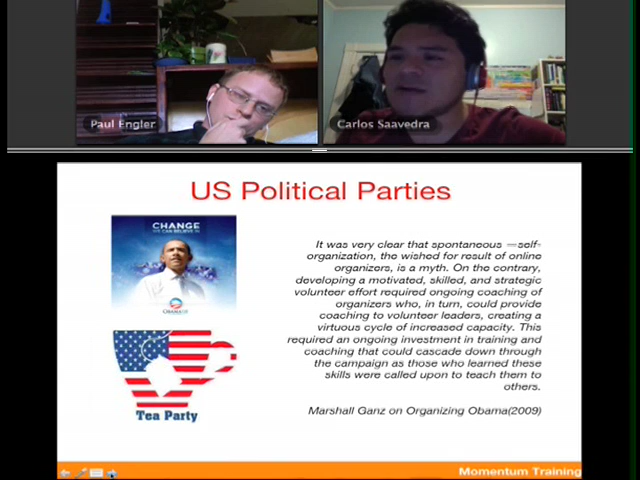 Paul Engler
Carlos Saavedra
US Political Parties
CHANGE
WE CAN BELIEVE IN
Tea Party
It was very clear that spontaneous ―self-
organization, the wished for result of online
organizers, is a myth. On the contrary,
developing a motivated, skilled, and strategic
volunteer effort required ongoing coaching of
organizers who, in turn, could provide
coaching to volunteer leaders, creating a
virtuous cycle of increased capacity. This
required an ongoing investment in training and
coaching that could cascade down through
the campaign as those who learned these
skills were called upon to teach them to
others.
Marshall Ganz on Organizing Obama(2009)
Momentum Training